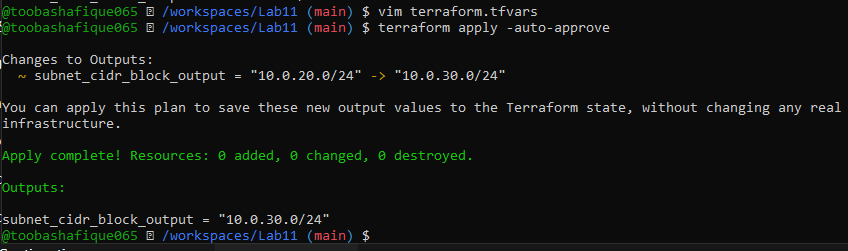 @toobashafique065 /workspaces/Lab11 (main) $ vim terraform.tfvars
@toobashafique065 /workspaces/Lab11 (main) $ terraform apply -auto-approve
Changes to Outputs:
~ subnet_cidr_block_output = "10.0.20.0/24" -> "10.0.30.0/24"
You can apply this plan to save these new output values to the Terraform state, without changing any real
infrastructure.
Apply complete! Resources: 0 added, 0 changed, 0 destroyed.
Outputs:
subnet_cidr_block_output = "10.0.30.0/24"
@toobashafique065 /workspaces/Lab11 (main) $